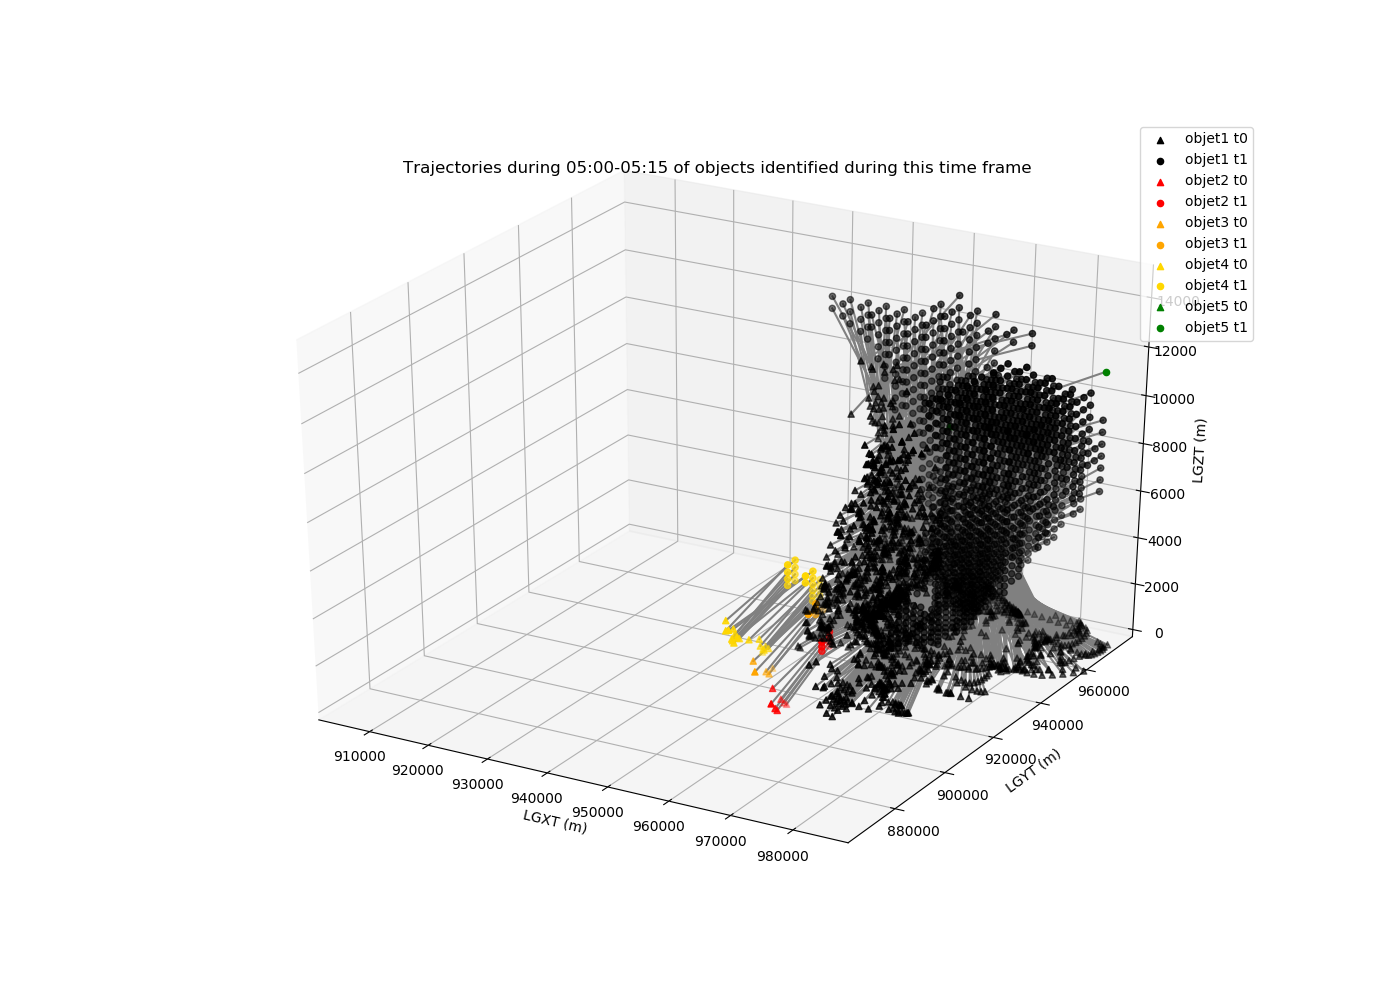 Trajectories during 05:00-05:15 of objects identified during this time frame
objet1 t0
objet1 t1
objet2 t0
objet2 t1
objet3 t0
objet3 t1
objet4 t0
objet4 t1
objet5 t0
objet5 t1
14000
12000
10000
8000
6000
4000
2000
0
LGZT (m)
960000
940000
920000
900000
880000
LGYT (m)
910000
920000
930000
940000
950000
960000
970000
980000
LGXT (m)